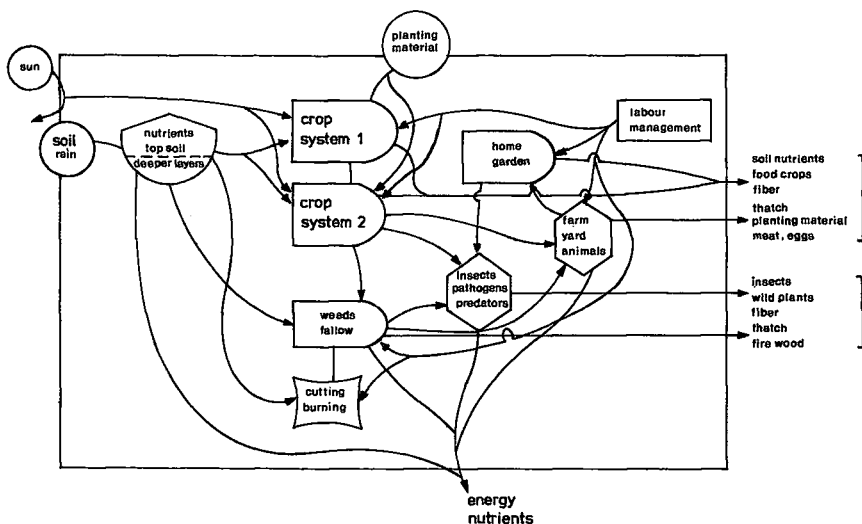 planting
material
sun
soil
rein
nutrients
top soil
deeper layers
crop
system 1
labour
management
home
garden
crop
system 2
farm
yard
animals
insects
pathogens
predators
weeds
fallow
cutting
burning
soil nutrients
food crops
fiber
thatch
planting material
meat, eggs
insects
wild plants
fiber
thatch
fire wood
energy
nutrients